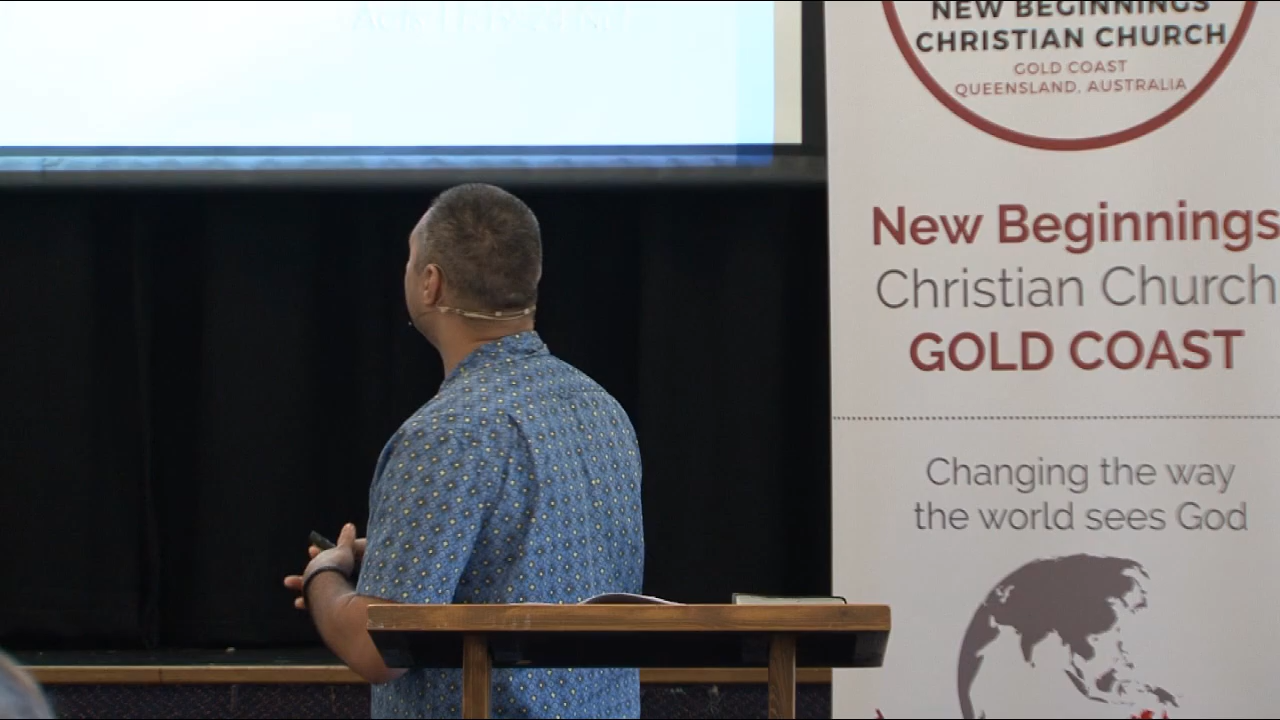 NEW BEGINNINGS
CHRISTIAN CHURCH
GOLD COAST
QUEENSLAND, AUSTRALIA
New Beginnings
Christian Church
GOLD COAST
Changing the way
the world sees God